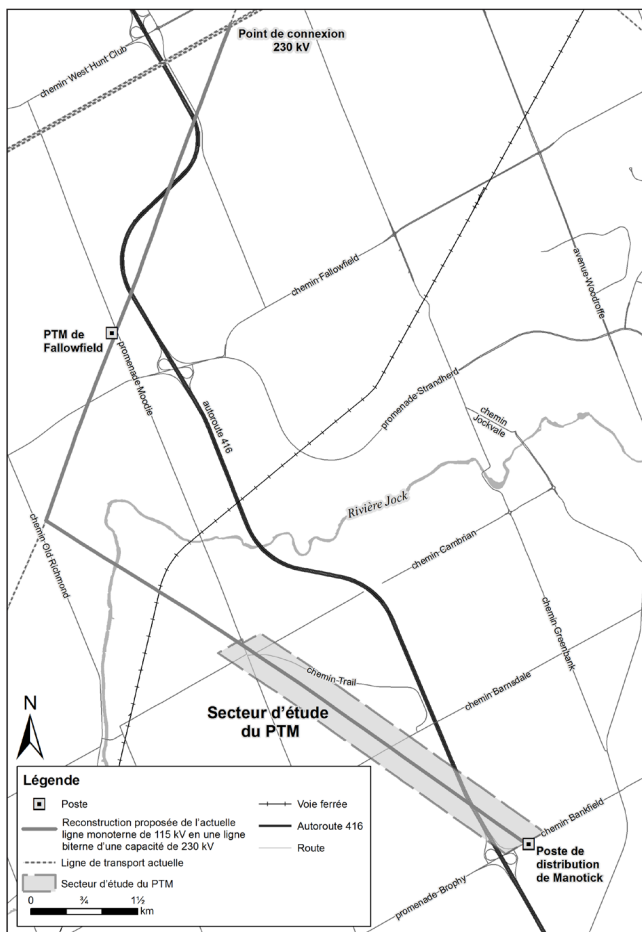 Point de connexion
230 kV
chemin West Hunt Club
chemin Fallowfield
avenue Woodroffe
PTM de
Fallowfield
promenade Moodie
promenade Strandherd
autoroute 416
chemin
Jockvale
Rivière Jock
chemin Old Richmond
chemin Cambrian
chemin Greenbank
chemin Trail
chemin Barnsdale
Secteur d'étude
du PTM
N
chemin Bankfield
Poste de
distribution
de Manotick
promenade Brophy
Légende
Poste
Reconstruction proposée de l'actuelle
ligne monoterne de 115 kV en une ligne
biterne d'une capacité de 230 kV
Ligne de transport actuelle
Secteur d'étude du PTM
Voie ferrée
Autoroute 416
Route
0 ¾ 1½
km